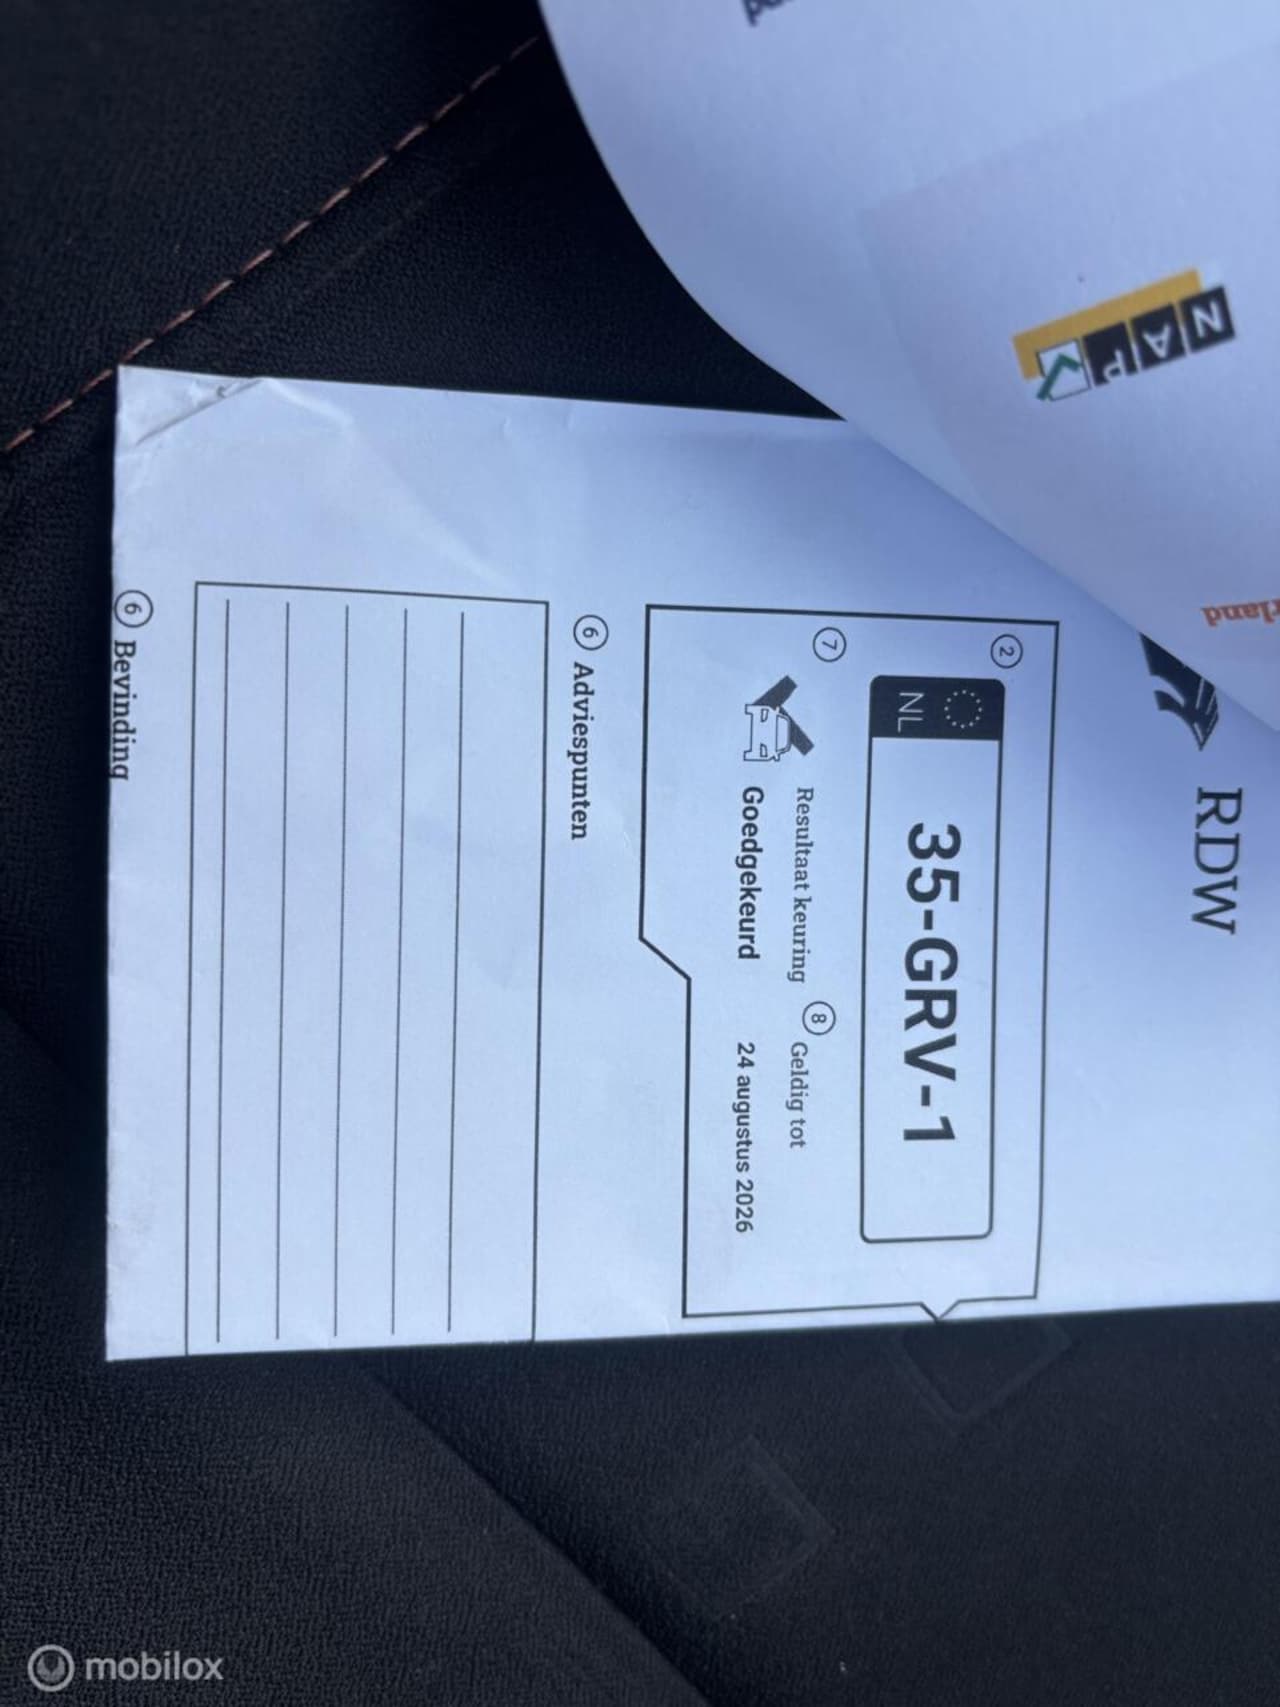 NAP
RDW
2
NL
35-GRV-1
7
Resultaat keuring
8
Geldig tot
Goedgekeurd
24 augustus 2026
6 Adviespunten
6 Bevinding
mobilox